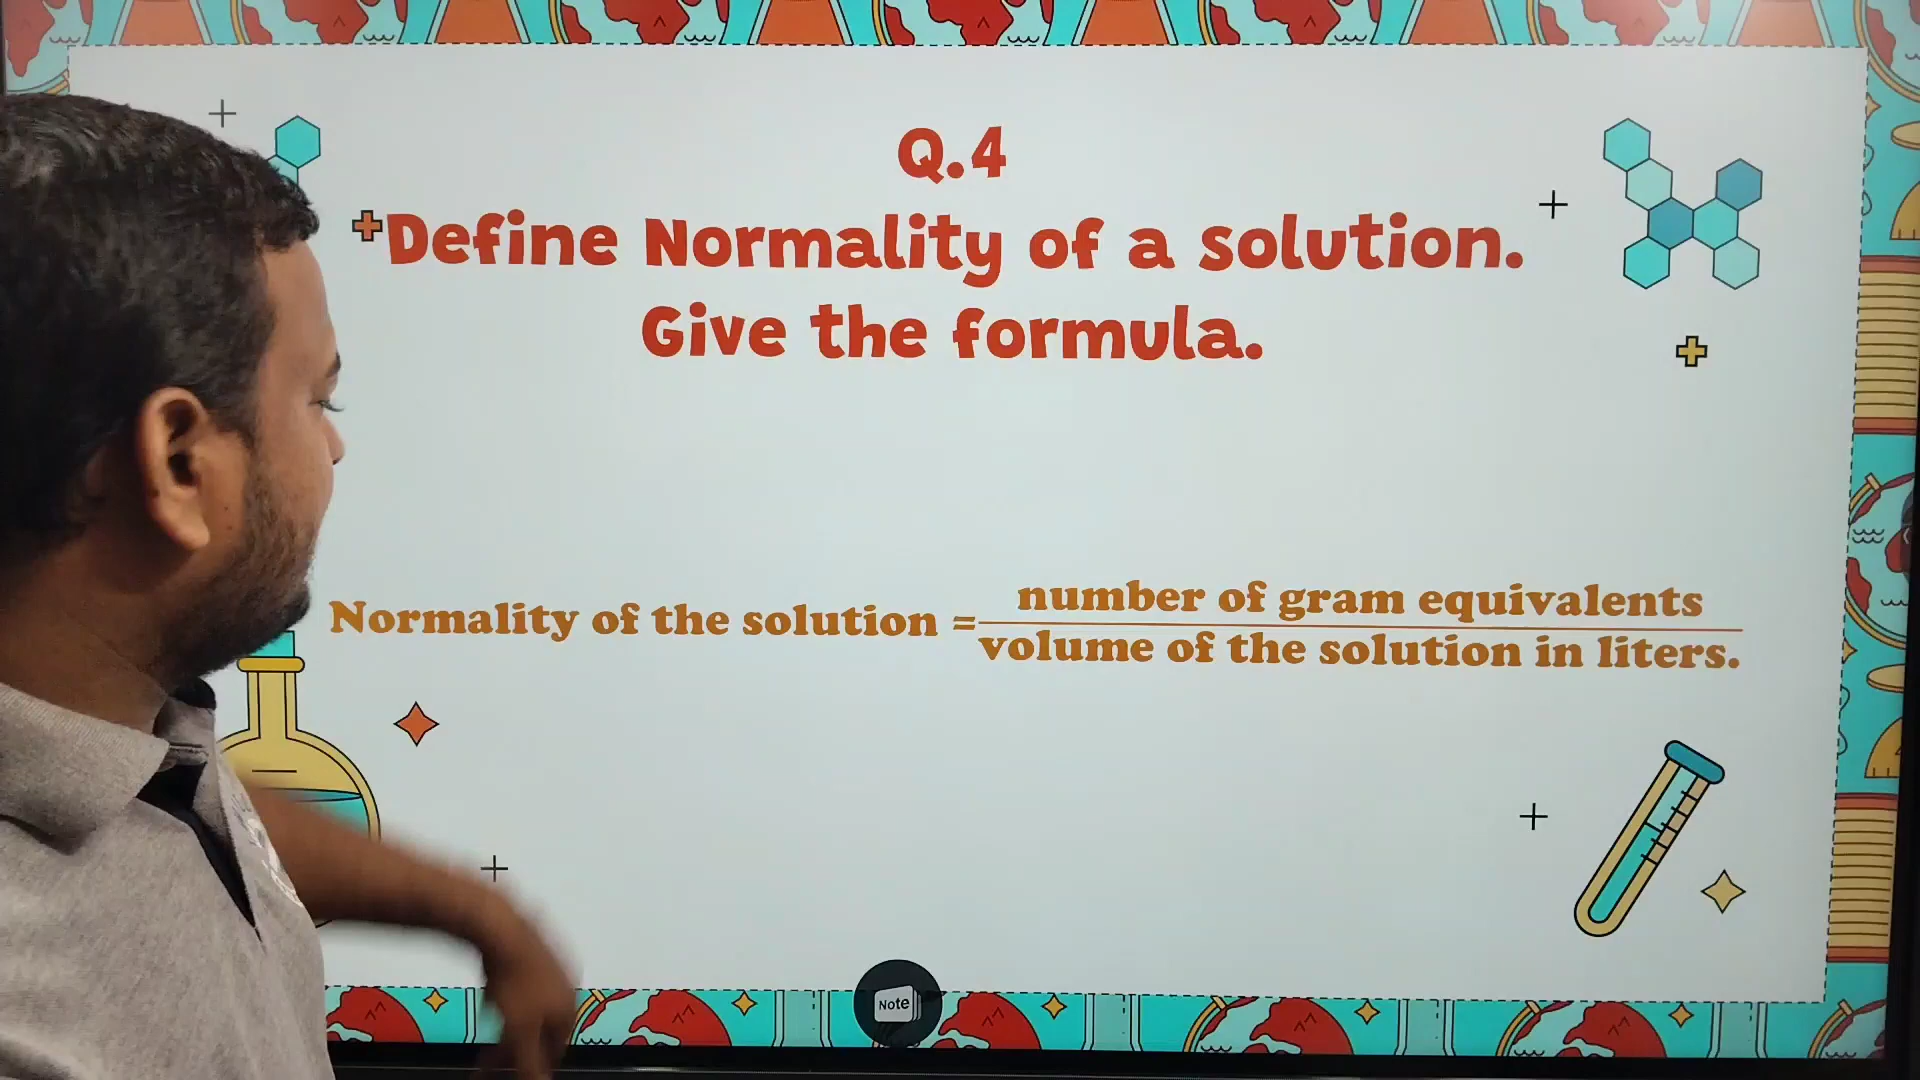 Q.4
Define Normality of a solution.
Give the formula.
Normality of the solution = number of gram equivalents
volume of the solution in liters.
Note